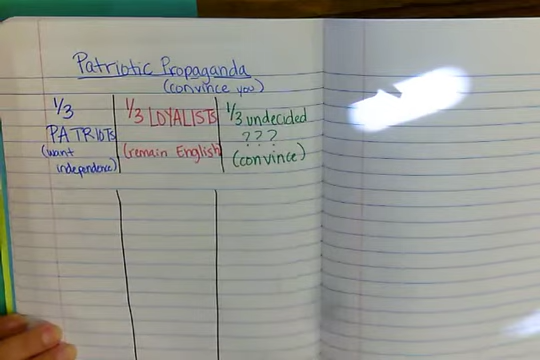 Patriotic Propaganda
(convince you)
1/3
PATRIOTS
(want
independence)
1/3 LOYALISTS
(remain English)
1/3 undecided
???
(convince)